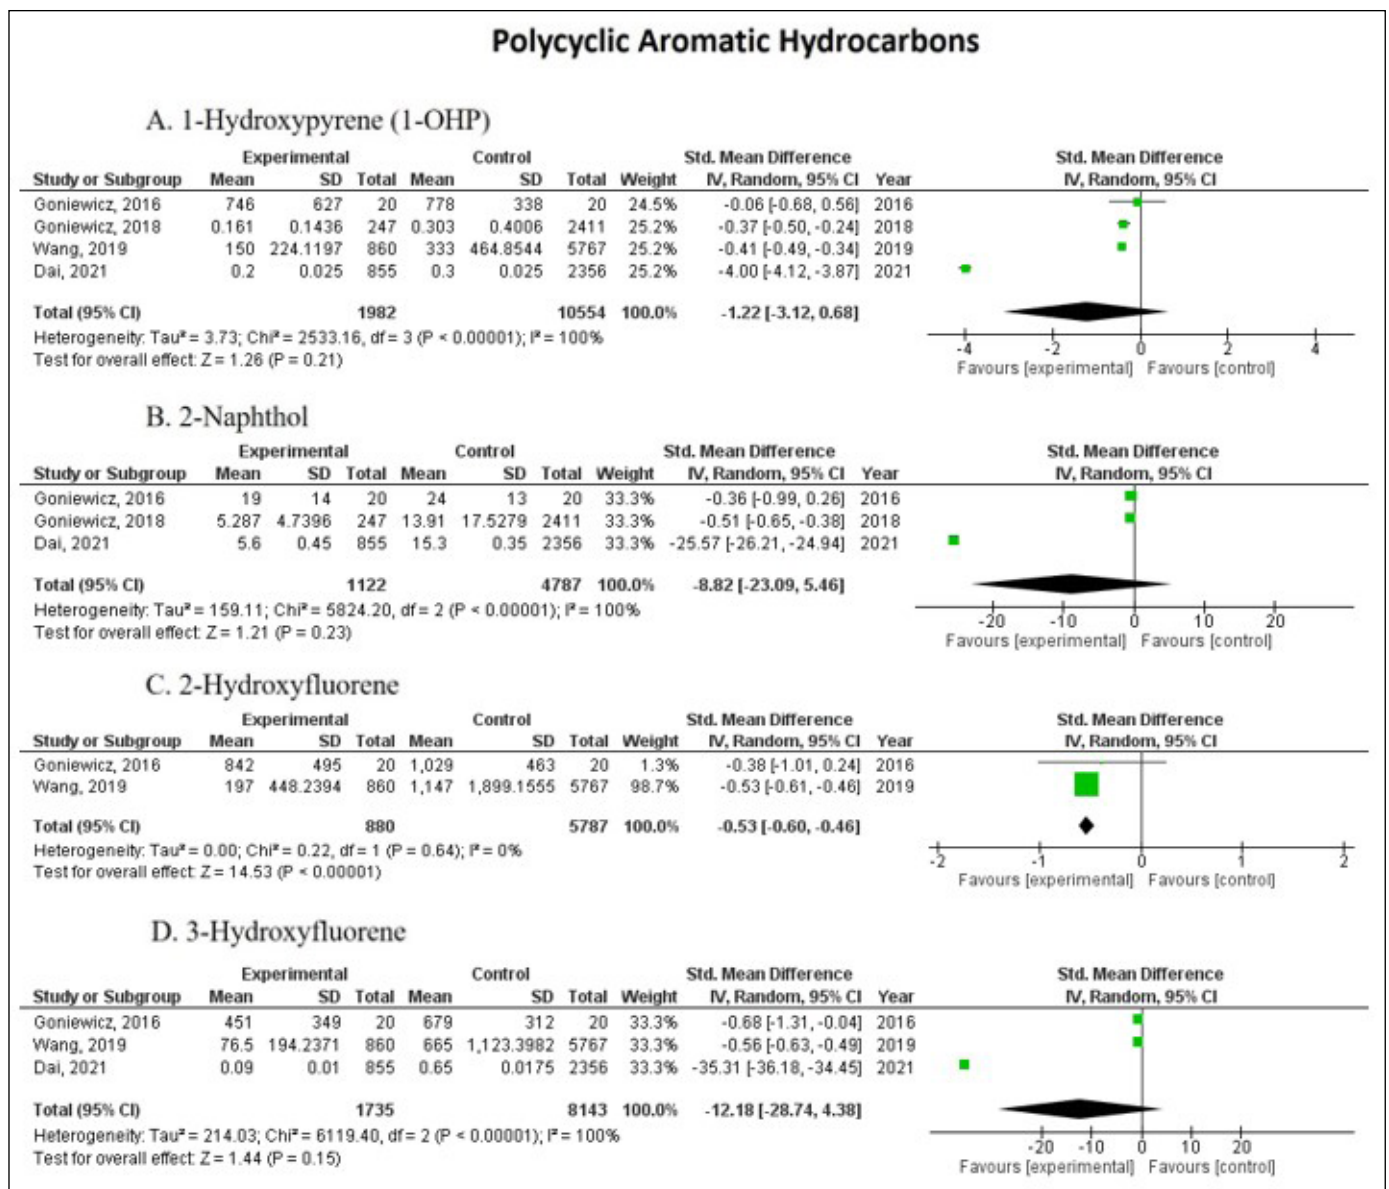 Polycyclic Aromatic Hydrocarbons
A. 1-Hydroxypyrene (1-OHP)
Experimental Control Std. Mean Difference Std. Mean Difference
Study or Subgroup Mean SD Total Mean SD Total Weight IV, Random, 95% CI Year IV, Random, 95% CI
Goniewicz, 2016 746 627 20 778 338 20 24.5% -0.06 [-0.68, 0.56] 2016
Goniewicz, 2018 0.161 0.1436 247 0.303 0.4006 2411 25.2% -0.37 [-0.50, -0.24] 2018
Wang, 2019 150 224.1197 860 333 464.8544 5767 25.2% -0.41 [-0.49, -0.34] 2019
Dai, 2021 0.2 0.025 855 0.3 0.025 2356 25.2% -4.00 [-4.12, -3.87] 2021
Total (95% CI) 1982 10554 100.0% -1.22 [-3.12, 0.68]
Heterogeneity: Tau² = 3.73; Chi² = 2533.16, df = 3 (P < 0.00001); I² = 100%
Test for overall effect: Z = 1.26 (P = 0.21)
-4 -2 0 2 4
Favours [experimental] Favours [control]
B. 2-Naphthol
Experimental Control Std. Mean Difference Std. Mean Difference
Study or Subgroup Mean SD Total Mean SD Total Weight IV, Random, 95% CI Year IV, Random, 95% CI
Goniewicz, 2016 19 14 20 24 13 20 33.3% -0.36 [-0.99, 0.26] 2016
Goniewicz, 2018 5.287 4.7396 247 13.91 17.5279 2411 33.3% -0.51 [-0.65, -0.38] 2018
Dai, 2021 5.6 0.45 855 15.3 0.35 2356 33.3% -25.57 [-26.21, -24.94] 2021
Total (95% CI) 1122 4787 100.0% -8.82 [-23.09, 5.46]
Heterogeneity: Tau² = 159.11; Chi² = 5824.20, df = 2 (P < 0.00001); I² = 100%
Test for overall effect: Z = 1.21 (P = 0.23)
-20 -10 0 10 20
Favours [experimental] Favours [control]
C. 2-Hydroxyfluorene
Experimental Control Std. Mean Difference Std. Mean Difference
Study or Subgroup Mean SD Total Mean SD Total Weight IV, Random, 95% CI Year IV, Random, 95% CI
Goniewicz, 2016 842 495 20 1,029 463 20 1.3% -0.38 [-1.01, 0.24] 2016
Wang, 2019 197 448.2394 860 1,147 1,899.1555 5767 98.7% -0.53 [-0.61, -0.46] 2019
Total (95% CI) 880 5787 100.0% -0.53 [-0.60, -0.46]
Heterogeneity: Tau² = 0.00; Chi² = 0.22, df = 1 (P = 0.64); I² = 0%
Test for overall effect: Z = 14.53 (P < 0.00001)
-2 -1 0 1 2
Favours [experimental] Favours [control]
D. 3-Hydroxyfluorene
Experimental Control Std. Mean Difference Std. Mean Difference
Study or Subgroup Mean SD Total Mean SD Total Weight IV, Random, 95% CI Year IV, Random, 95% CI
Goniewicz, 2016 451 349 20 679 312 20 33.3% -0.68 [-1.31, -0.04] 2016
Wang, 2019 76.5 194.2371 860 665 1,123.3982 5767 33.3% -0.56 [-0.63, -0.49] 2019
Dai, 2021 0.09 0.01 855 0.65 0.0175 2356 33.3% -35.31 [-36.18, -34.45] 2021
Total (95% CI) 1735 8143 100.0% -12.18 [-28.74, 4.38]
Heterogeneity: Tau² = 214.03; Chi² = 6119.40, df = 2 (P < 0.00001); I² = 100%
Test for overall effect: Z = 1.44 (P = 0.15)
-20 -10 0 10 20
Favours [experimental] Favours [control]